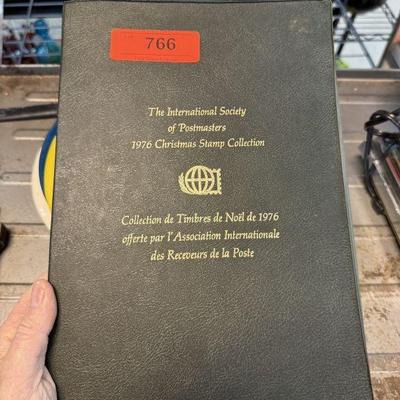 766
The International Society
of Postmasters
1976 Christmas Stamp Collection
Collection de Timbres de Noël de 1976
offerte par l'Association Internationale
des Receveurs de la Poste